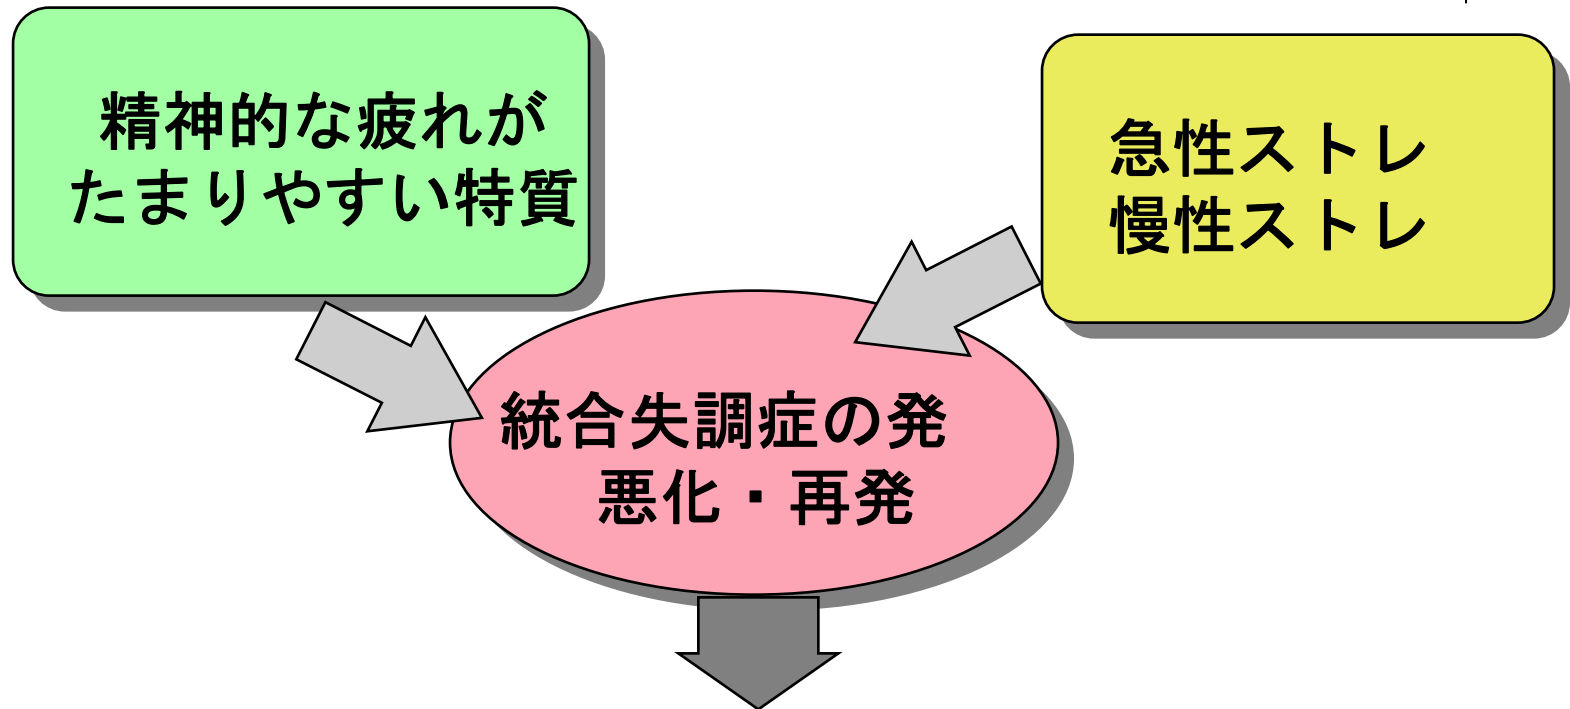 精神的な疲れが
たまりやすい特質
急性ストレ
慢性ストレ
統合失調症の発
悪化・再発